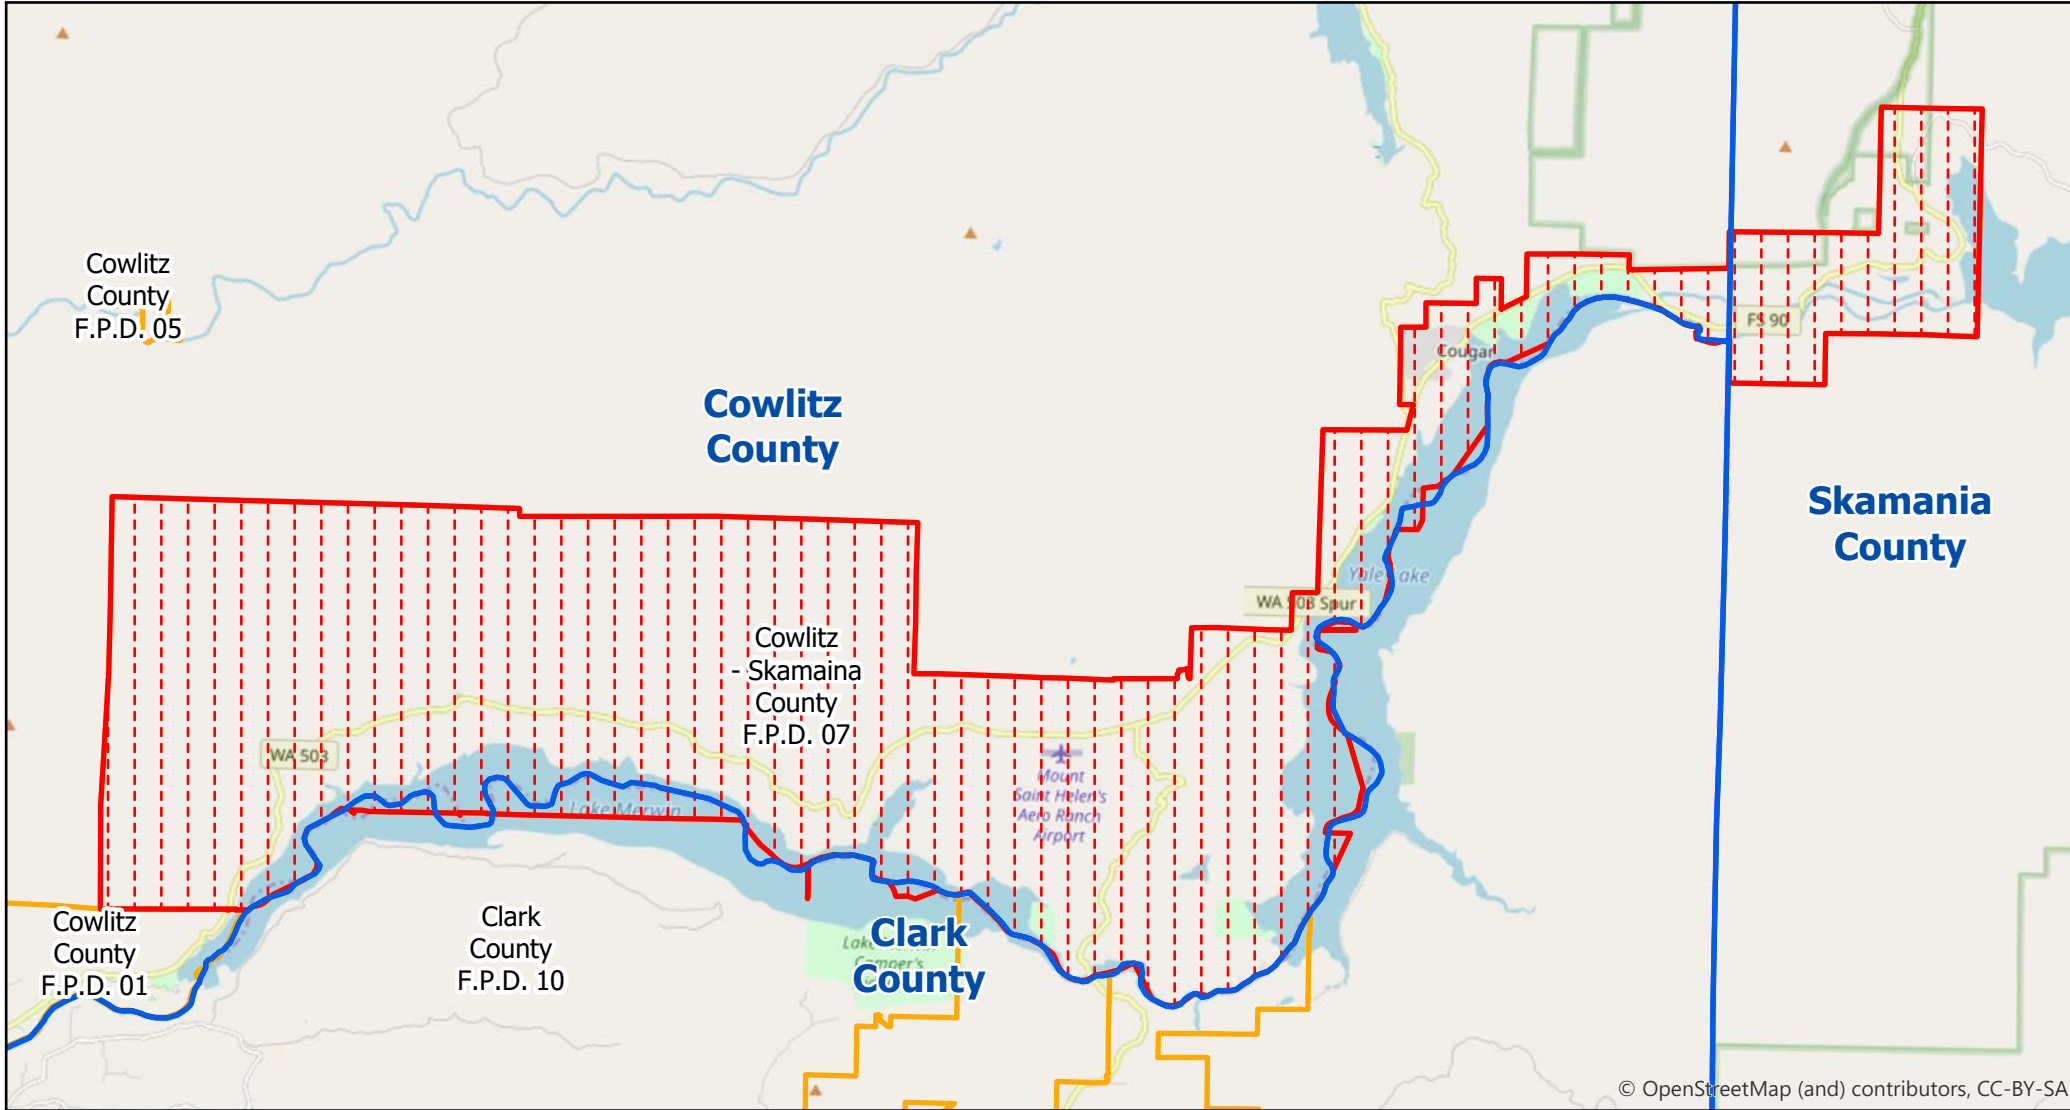 Cowlitz
County
F.P.D. 05
FS 90
Cougar
Cowlitz
County
Skamania
County
Yale Lake
WA 503 Spur
Cowlitz
- Skamaina
County
F.P.D. 07
WA 503
Mount
Saint Helen's
Aero Ranch
Airport
Lake Merwin
Cowlitz
County
F.P.D. 01
Clark
County
F.P.D. 10
Clark
County
Lake
Camper's
© OpenStreetMap (and) contributors, CC-BY-SA